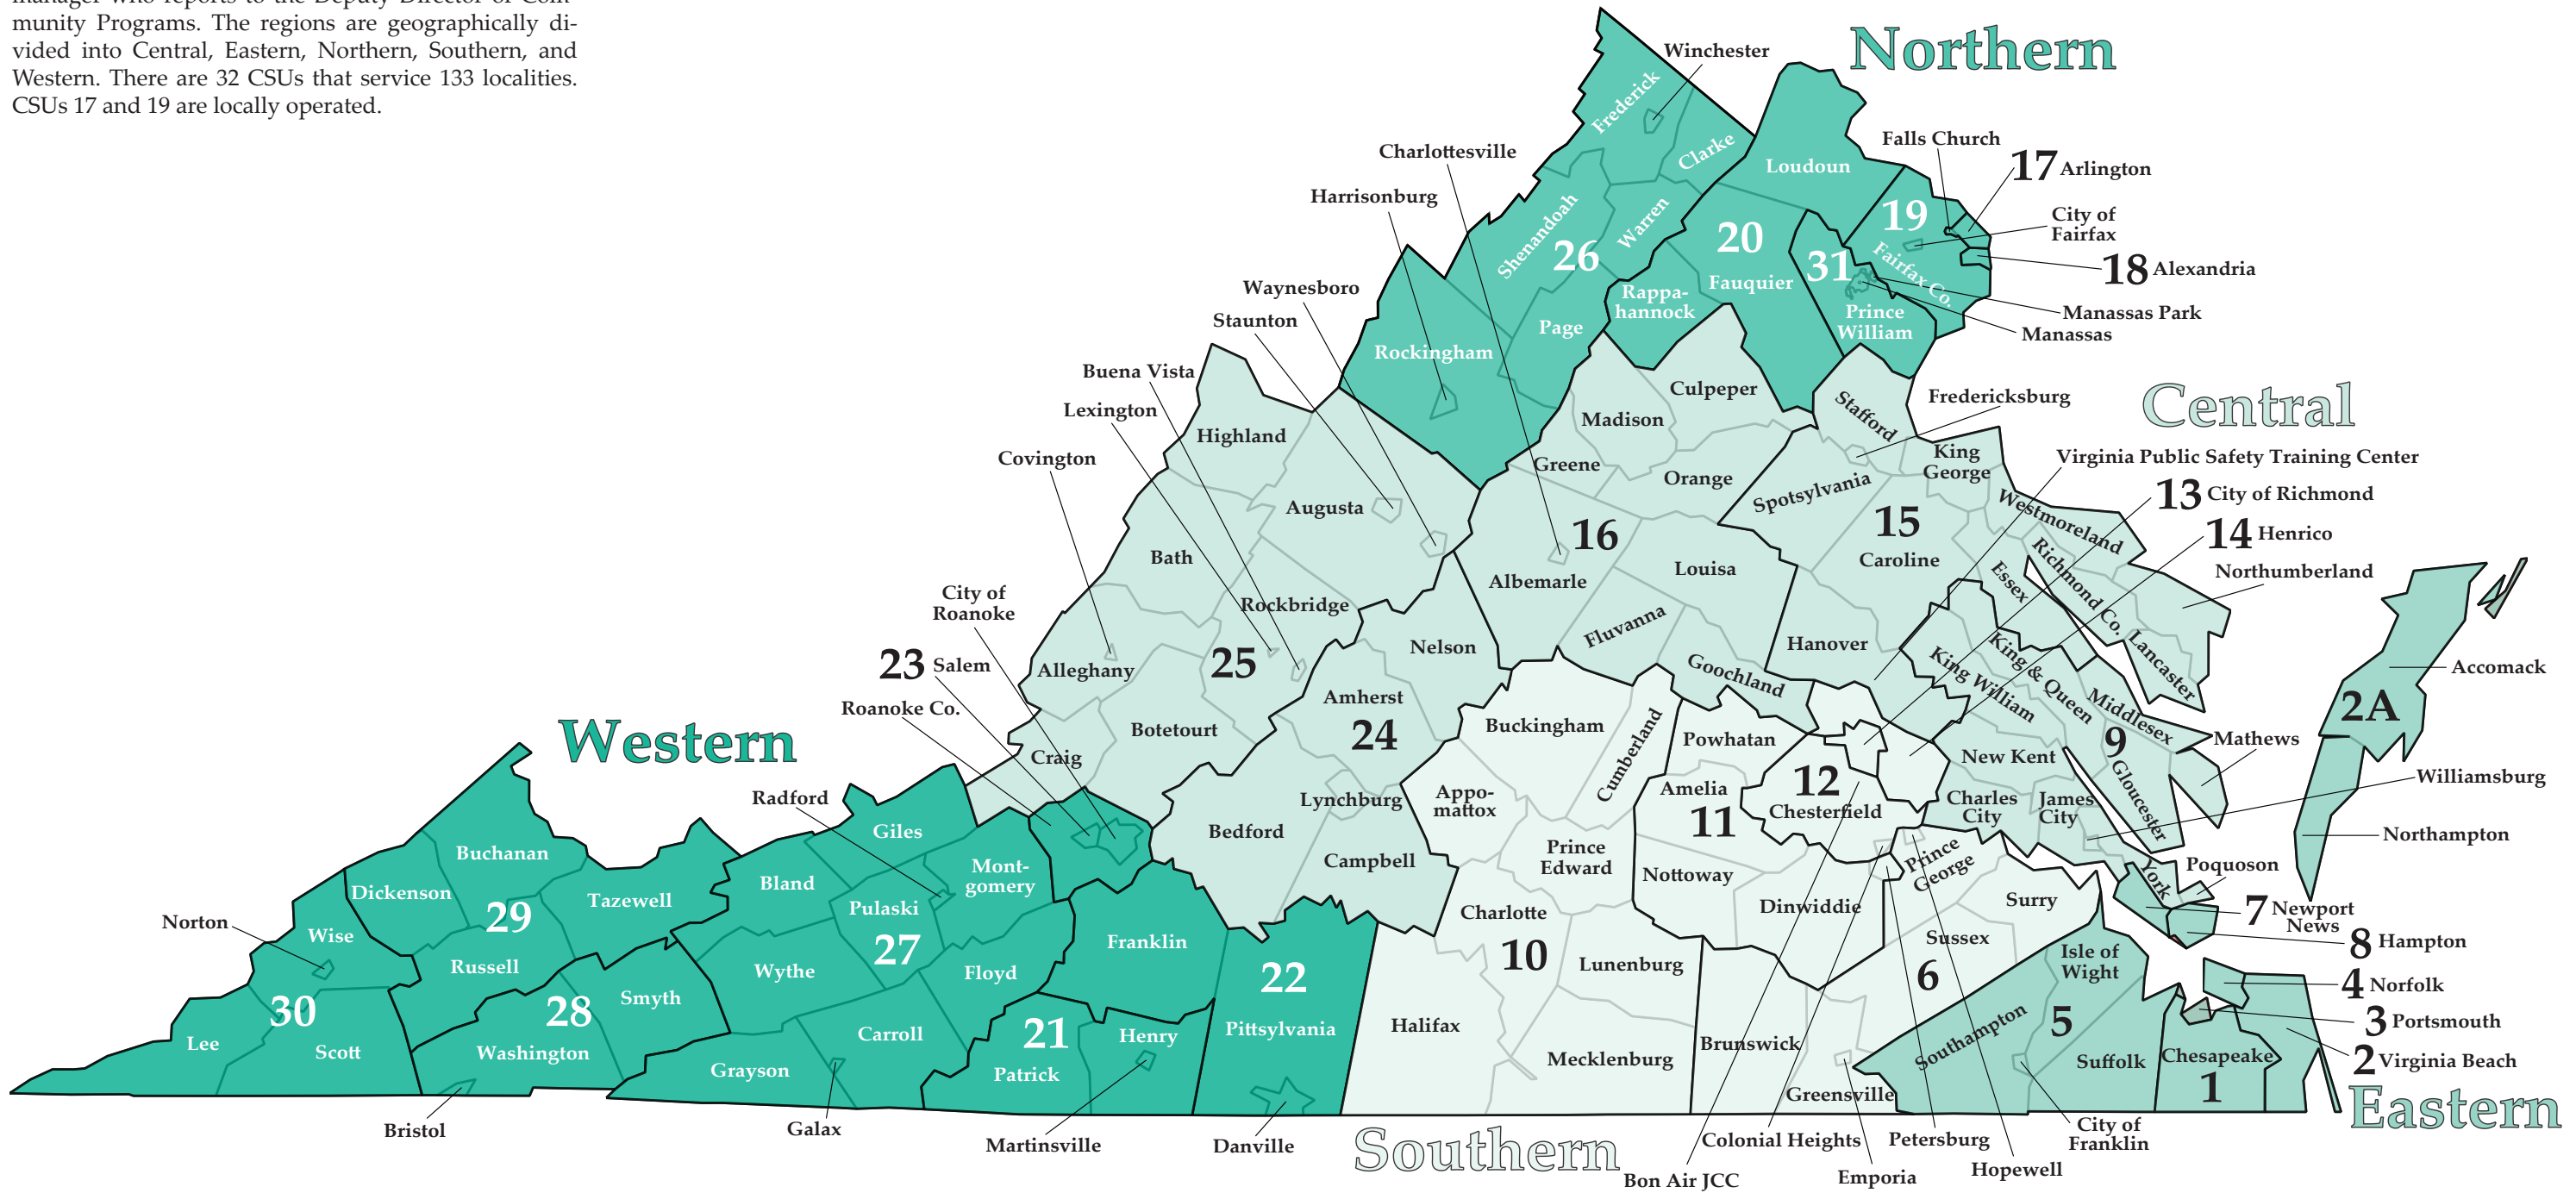 manager who reports to the Deputy Director of Com-
munity Programs. The regions are geographically di-
vided into Central, Eastern, Northern, Southern, and
Western. There are 32 CSUs that service 133 localities.
CSUs 17 and 19 are locally operated.
Northern
Winchester
Frederick
Clarke
Loudoun
Falls Church
17 Arlington
19
City of
Fairfax
Fairfax Co.
18 Alexandria
Manassas Park
Manassas
Charlottesville
Harrisonburg
Shenandoah
Warren
26
20
Fauquier
31
Prince
William
Rappa-
hannock
Page
Rockingham
Waynesboro
Staunton
Buena Vista
Lexington
Covington
Central
Culpeper
Madison
Stafford
Fredericksburg
King
George
Greene
Orange
Spotsylvania
Virginia Public Safety Training Center
13 City of Richmond
14 Henrico
Northumberland
Westmoreland
Richmond Co.
Lancaster
Essex
15
Caroline
16
Albemarle
Louisa
Fluvanna
Goochland
Hanover
King William
King & Queen
Middlesex
9
Gloucester
Mathews
Williamsburg
New Kent
Charles
City
James
City
York
Poquoson
Highland
Augusta
Bath
Rockbridge
City of
Roanoke
23 Salem
Roanoke Co.
Alleghany
25
Botetourt
Craig
Nelson
Amherst
24
Lynchburg
Bedford
Campbell
Accomack
2A
Northampton
7 Newport
News
8 Hampton
4 Norfolk
3 Portsmouth
2 Virginia Beach
Eastern
Chesapeake
1
Isle of
Wight
5
Southampton
Suffolk
City of
Franklin
Buckingham
Cumberland
Powhatan
Amelia
11
12
Chesterfield
Appo-
mattox
Prince
Edward
Nottoway
Prince
George
Surry
Dinwiddie
Sussex
6
Charlotte
10
Lunenburg
Halifax
Mecklenburg
Brunswick
Greensville
Southern
Bon Air JCC
Colonial Heights
Petersburg
Emporia
Hopewell
Western
Radford
Giles
Mont-
gomery
Buchanan
Dickenson
Tazewell
Bland
Pulaski
Norton
Wise
29
27
Franklin
Russell
Wythe
Floyd
22
Smyth
30
28
Carroll
21
Henry
Pittsylvania
Lee
Scott
Washington
Grayson
Patrick
Bristol
Galax
Martinsville
Danville